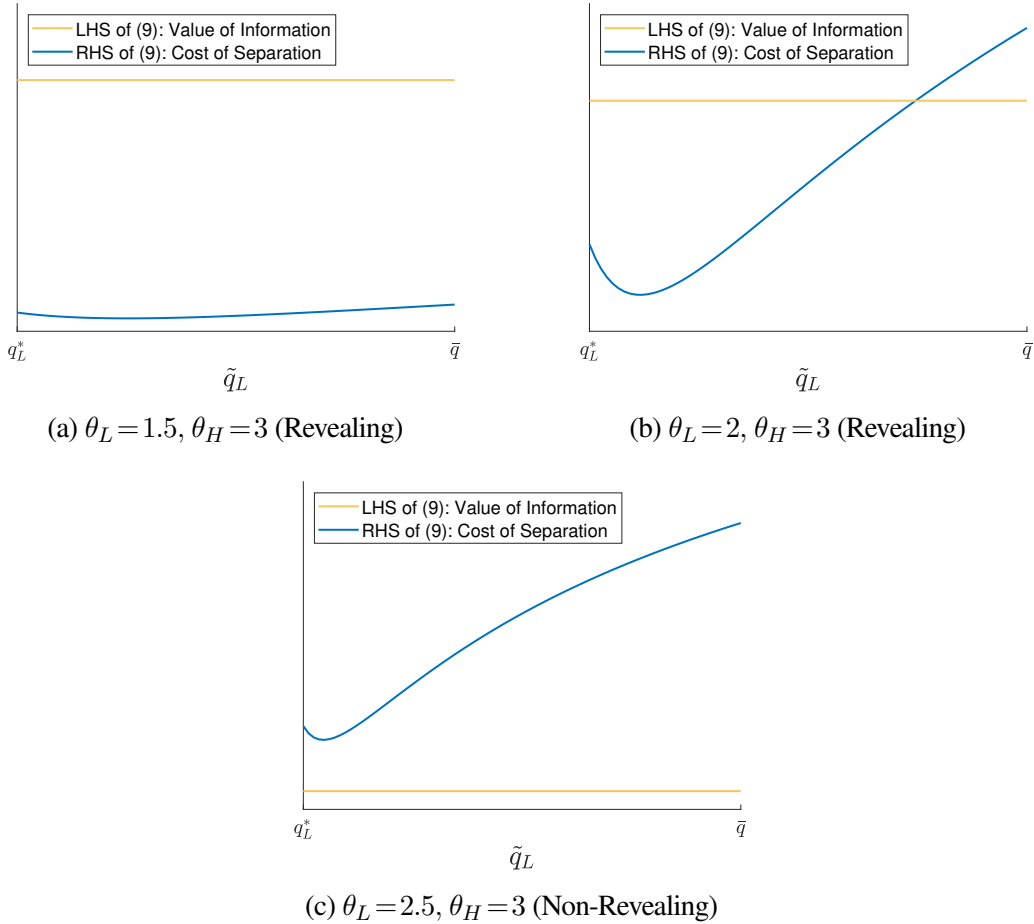 LHS of (9): Value of Information
RHS of (9): Cost of Separation
q*_L
q̄
q̃_L
(a) θ_L=1.5, θ_H=3 (Revealing)
LHS of (9): Value of Information
RHS of (9): Cost of Separation
q*_L
q̄
q̃_L
(b) θ_L=2, θ_H=3 (Revealing)
LHS of (9): Value of Information
RHS of (9): Cost of Separation
q*_L
q̄
q̃_L
(c) θ_L=2.5, θ_H=3 (Non-Revealing)